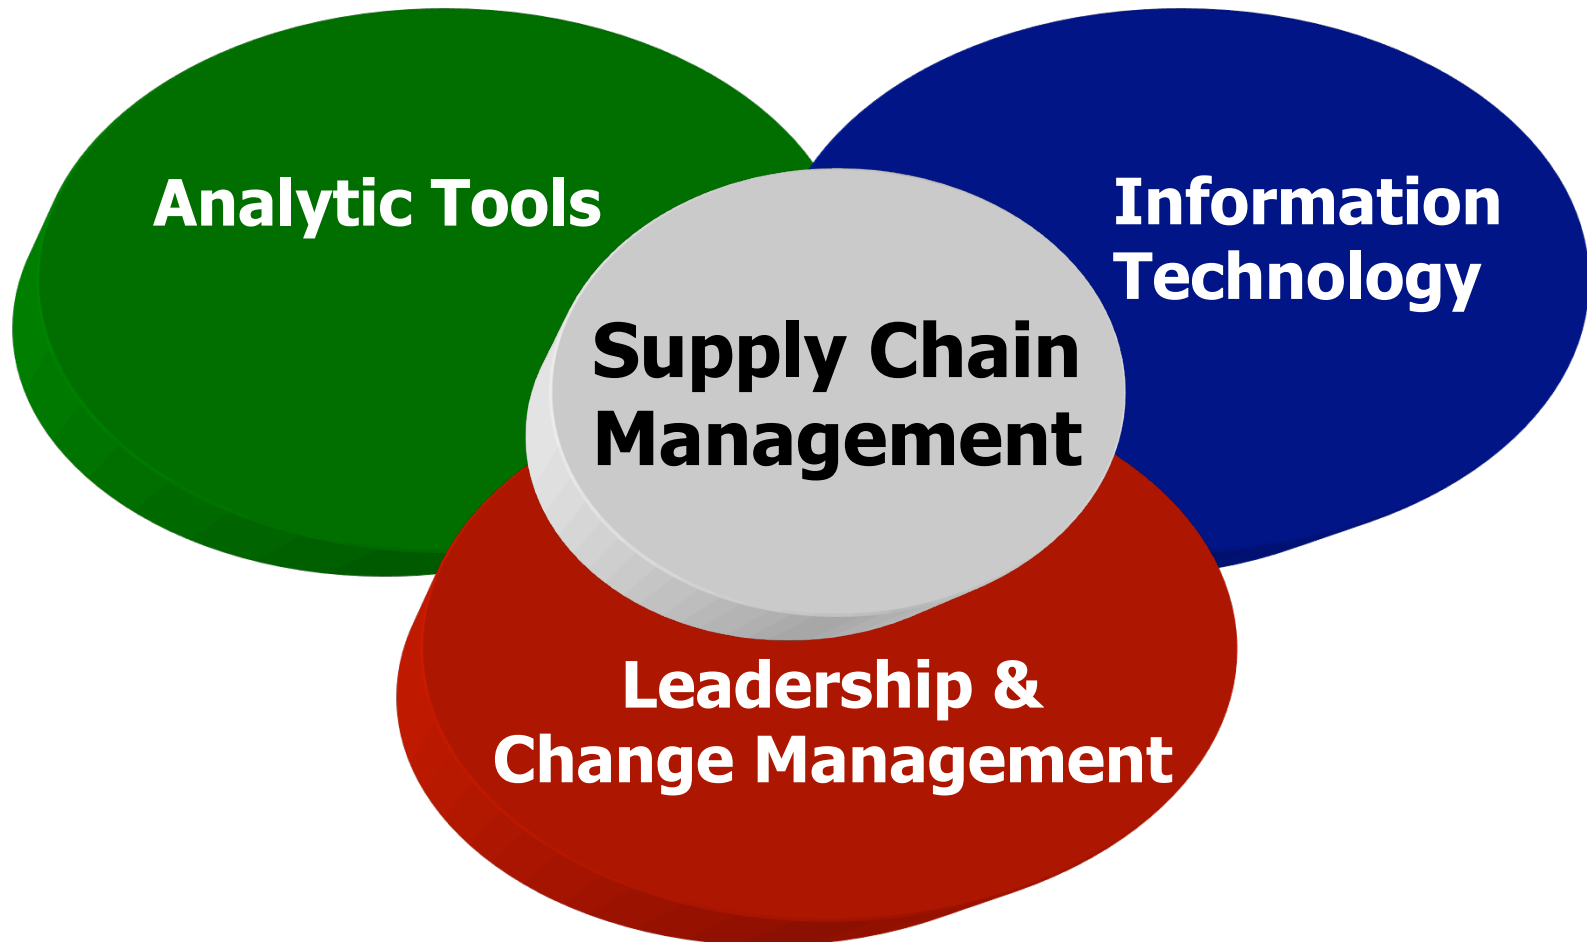 Analytic Tools
Information
Technology
Supply Chain
Management
Leadership &
Change Management